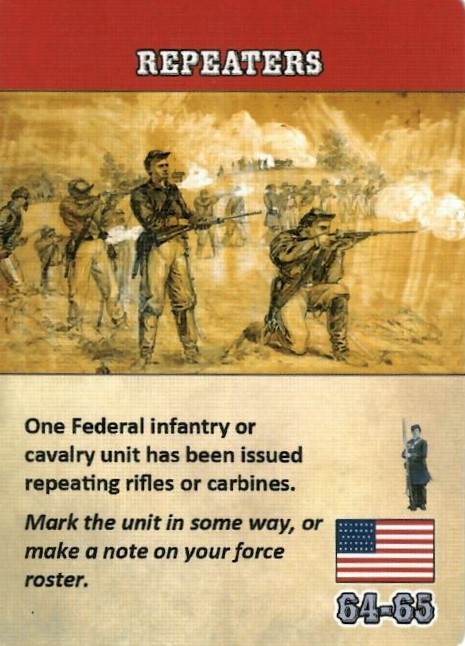 REPEATERS
One Federal infantry or
cavalry unit has been issued
repeating rifles or carbines.
Mark the unit in some way, or
make a note on your force
roster.
64-65